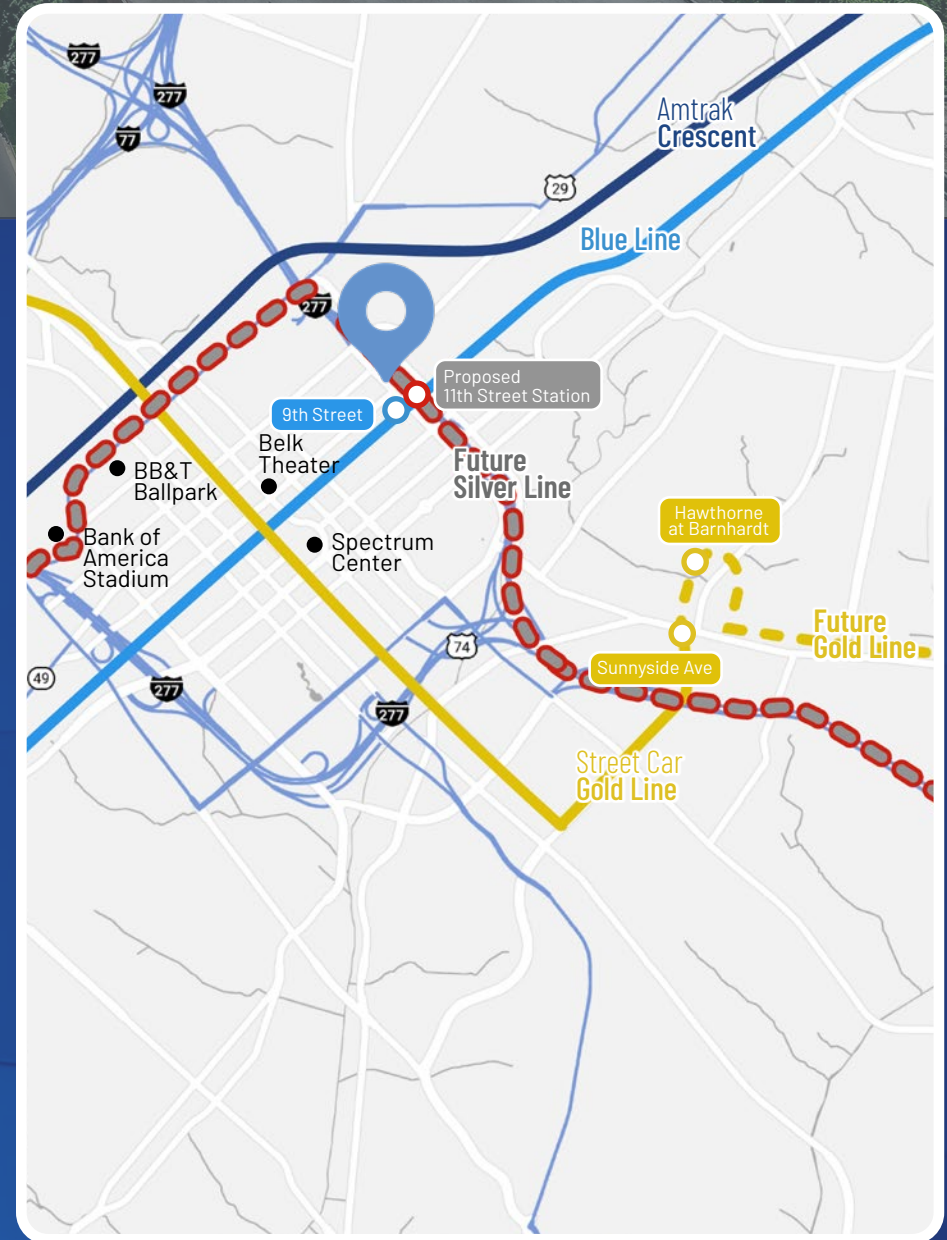 277
277
77
Amtrak
Crescent
29
Blue Line
277
Proposed
11th Street Station
9th Street
Belk
Theater
Future
Silver Line
BB&T
Ballpark
Hawthorne
at Barnhardt
Bank of
America
Stadium
Spectrum
Center
Future
Gold Line
74
Sunnyside Ave
49
277
277
Street Car
Gold Line